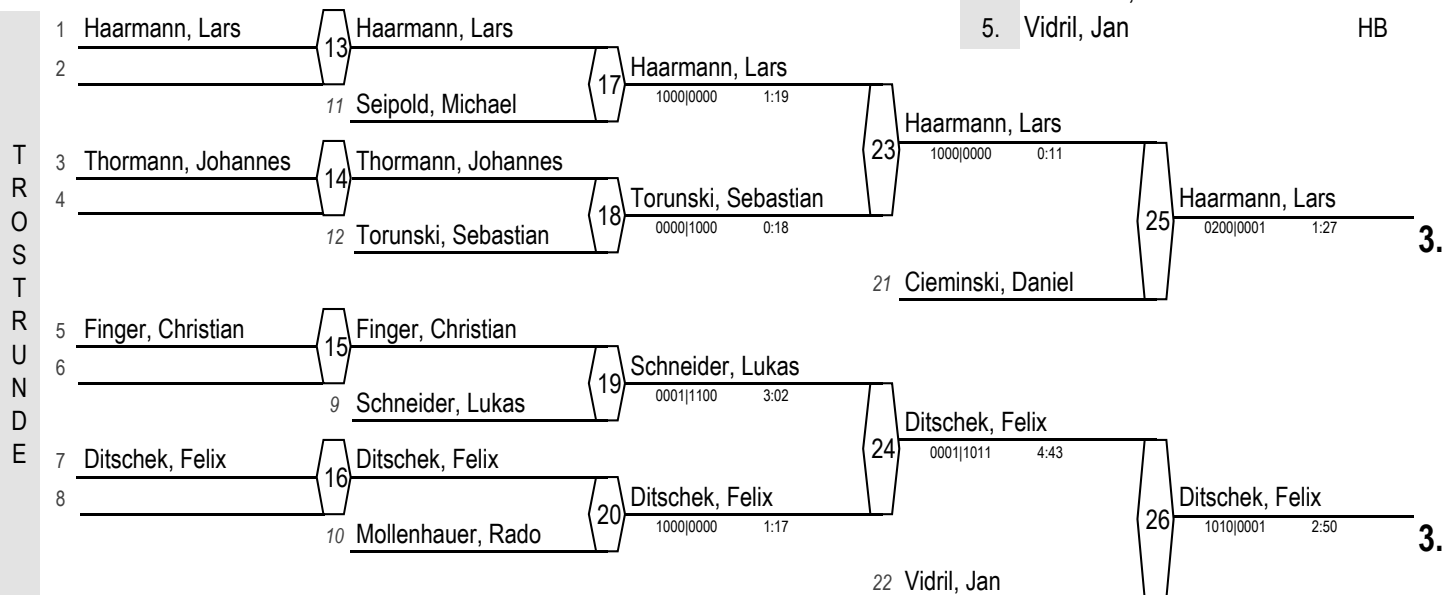 5. Vidril, Jan HB
TROSTRUNDE
1 Haarmann, Lars 13 Haarmann, Lars
2
17 Haarmann, Lars
1000|0000 1:19
11 Seipold, Michael
23 Haarmann, Lars
1000|0000 0:11
3 Thormann, Johannes 14 Thormann, Johannes
4
18 Torunski, Sebastian
0000|1000 0:18
12 Torunski, Sebastian
25 Haarmann, Lars
0200|0001 1:27
3.
21 Cieminski, Daniel
5 Finger, Christian 15 Finger, Christian
6
19 Schneider, Lukas
0001|1100 3:02
9 Schneider, Lukas
24 Ditschek, Felix
0001|1011 4:43
7 Ditschek, Felix 16 Ditschek, Felix
8
20 Ditschek, Felix
1000|0000 1:17
10 Mollenhauer, Rado
26 Ditschek, Felix
1010|0001 2:50
3.
22 Vidril, Jan